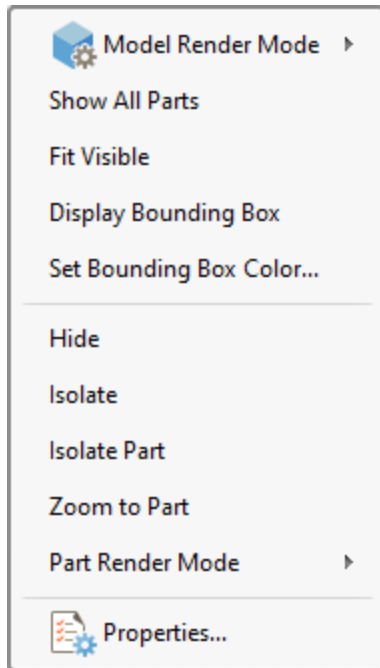 Model Render Mode
Show All Parts
Fit Visible
Display Bounding Box
Set Bounding Box Color...
Hide
Isolate
Isolate Part
Zoom to Part
Part Render Mode
Properties...